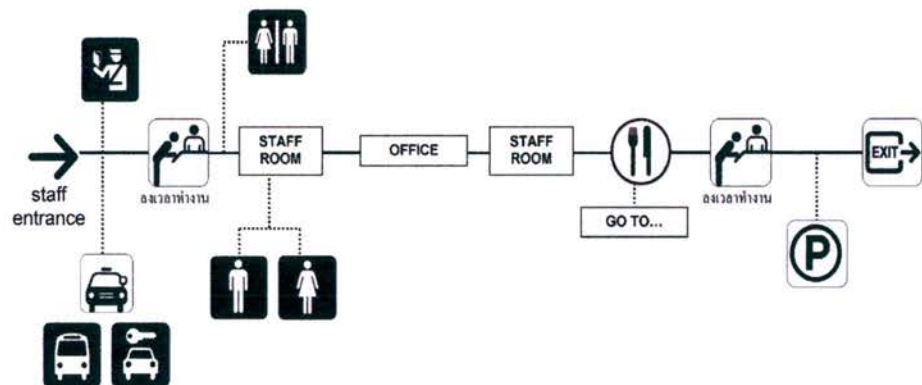 staff
entrance
ลงเวลาทำงาน
STAFF
ROOM
OFFICE
STAFF
ROOM
GO TO...
ลงเวลาทำงาน
P
EXIT